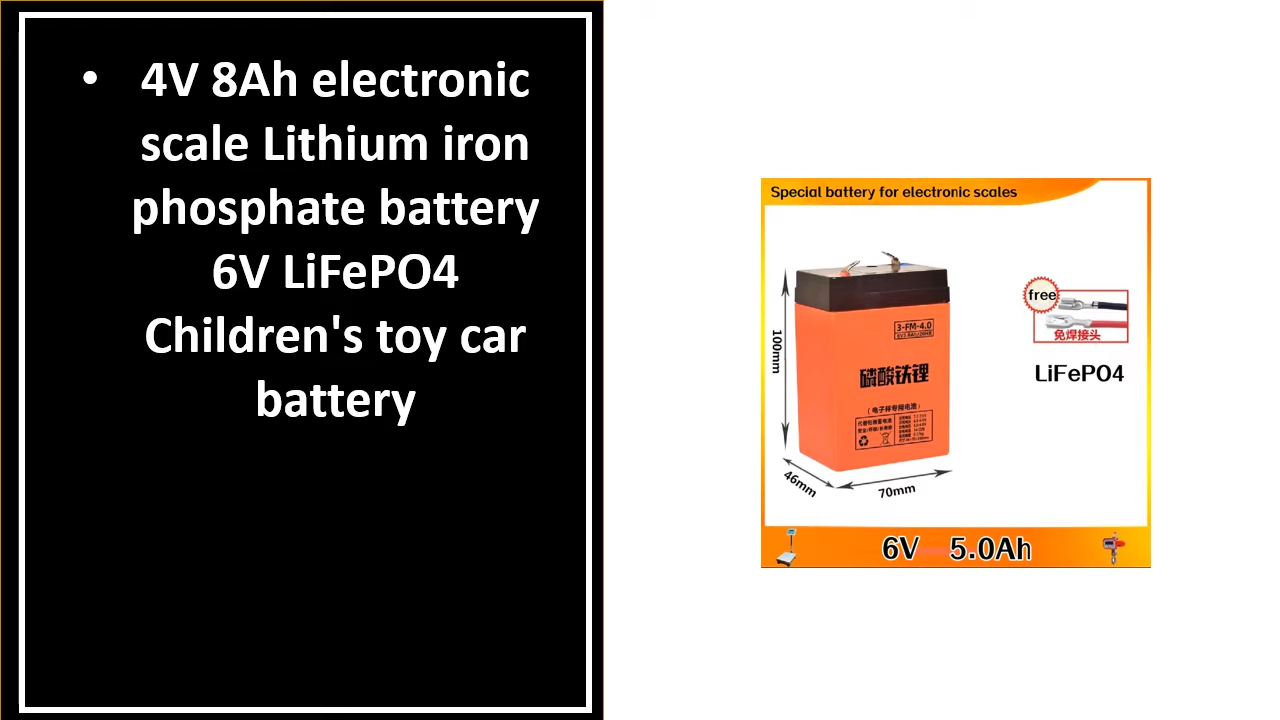 • 4V 8Ah electronic
scale Lithium iron
phosphate battery
6V LiFePO4
Children's toy car
battery
Special battery for electronic scales
free
免焊接头
LiFePO4
100mm
3-FM-4.0
磷酸铁锂
（电子秤专用电池）
46mm
70mm
6V 5.0Ah